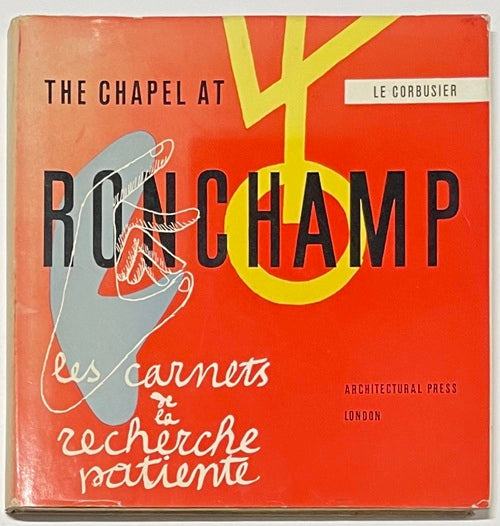 THE CHAPEL AT
LE CORBUSIER
RONCHAMP
les carnets
de
la
recherche
patiente
ARCHITECTURAL PRESS
LONDON